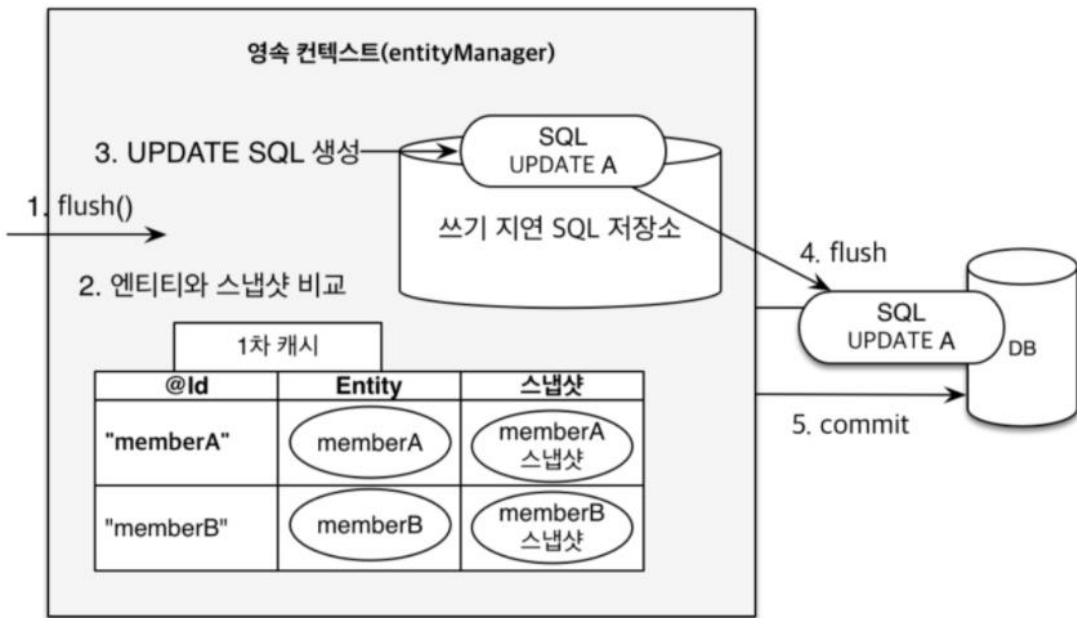 영속 컨텍스트(entityManager)
SQL
UPDATE A
3. UPDATE SQL 생성
1. flush()
쓰기 지연 SQL 저장소
4. flush
2. 엔티티와 스냅샷 비교
SQL
UPDATE A
DB
1차 캐시
@Id
Entity
스냅샷
"memberA"
memberA
memberA
스냅샷
5. commit
"memberB"
memberB
memberB
스냅샷